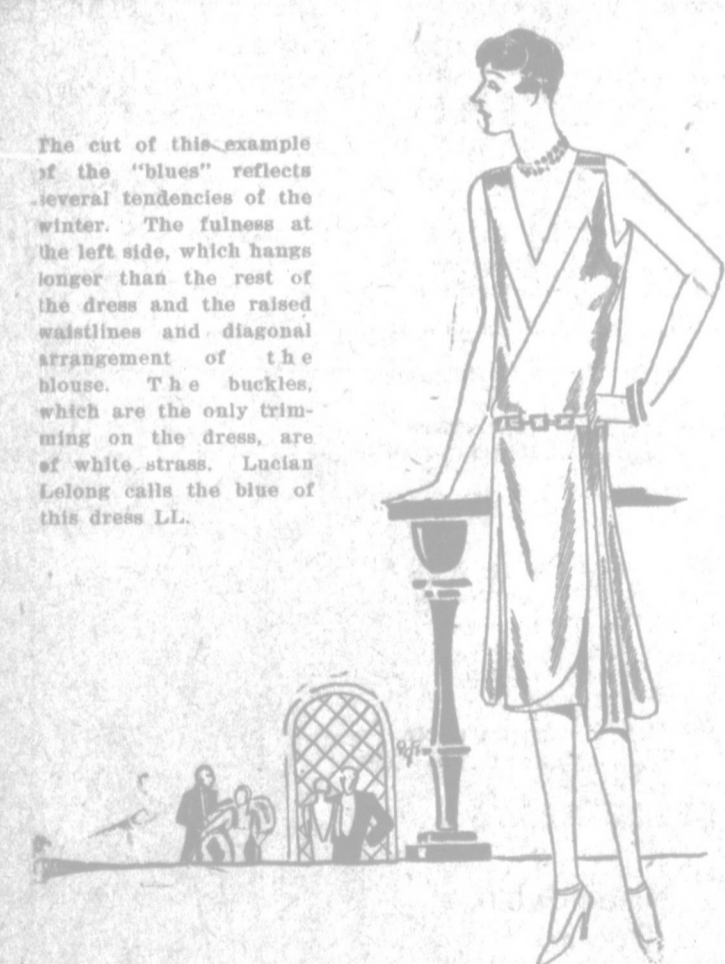 The cut of this example
of the "blues" reflects
several tendencies of the
winter. The fulness at
the left side, which hangs
longer than the rest of
the dress and the raised
waistlines and diagonal
arrangement of the
blouse. The buckles,
which are the only trim-
ming on the dress, are
of white strass. Lucian
Lelong calls the blue of
this dress LL.